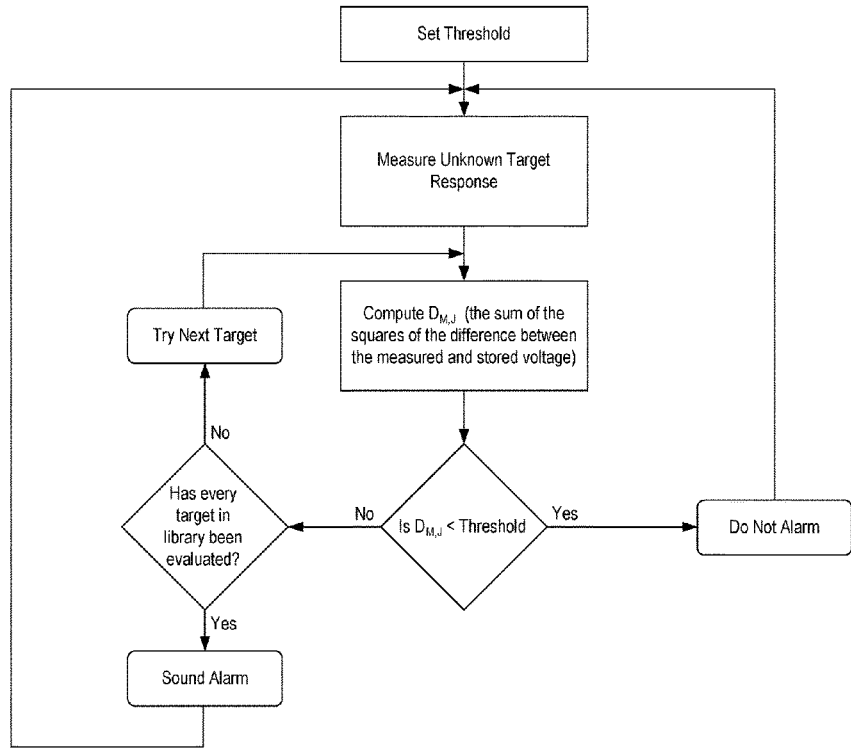 Set Threshold
Measure Unknown Target
Response
Compute D_M,J (the sum of the
squares of the difference between
the measured and stored voltage)
Try Next Target
No
Has every
target in
library been
evaluated?
No
Is D_M,J < Threshold
Yes
Do Not Alarm
Yes
Sound Alarm